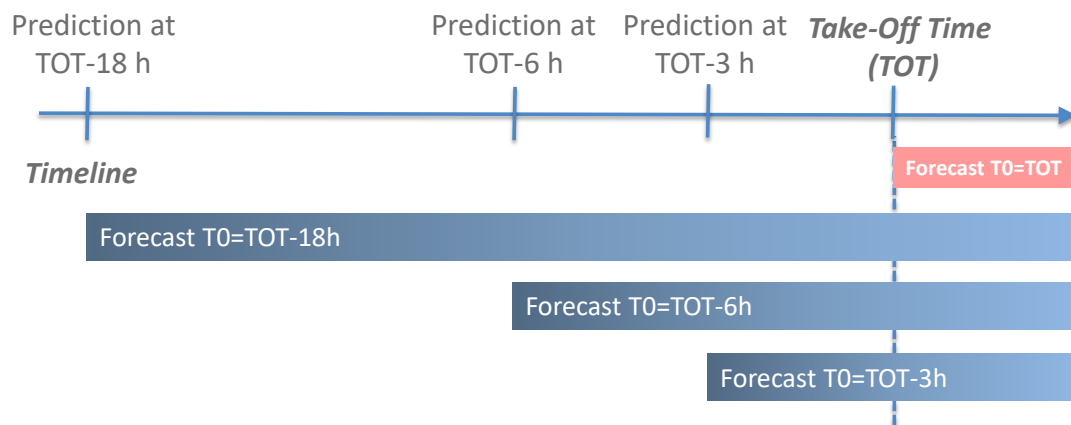 Prediction at
TOT-18 h
Prediction at
TOT-6 h
Prediction at
TOT-3 h
Take-Off Time
(TOT)
Timeline
Forecast T0=TOT
Forecast T0=TOT-18h
Forecast T0=TOT-6h
Forecast T0=TOT-3h